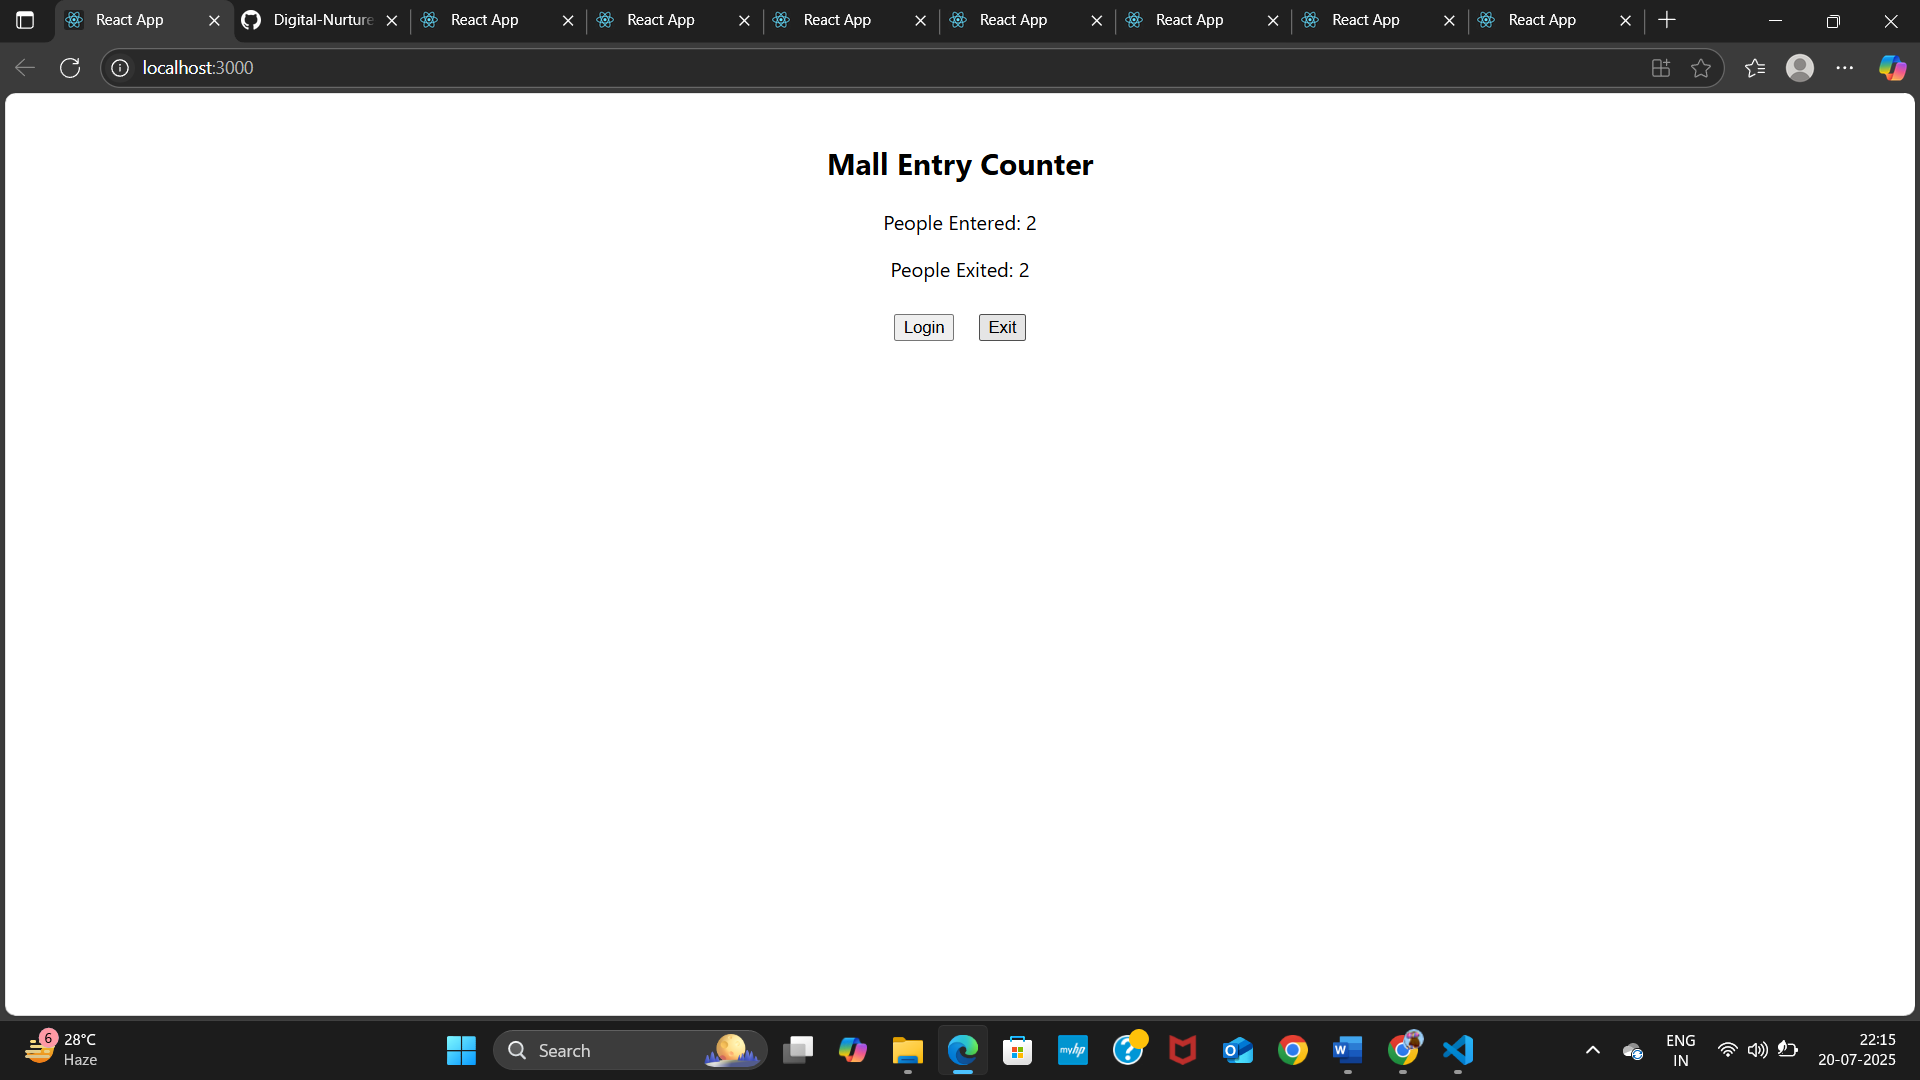 React App
Digital-Nurture
React App
React App
React App
React App
React App
React App
React App
localhost:3000
Mall Entry Counter
People Entered: 2
People Exited: 2
Login
Exit
6
28°C
Haze
Search
myhp
W
ENG
IN
22:15
20-07-2025